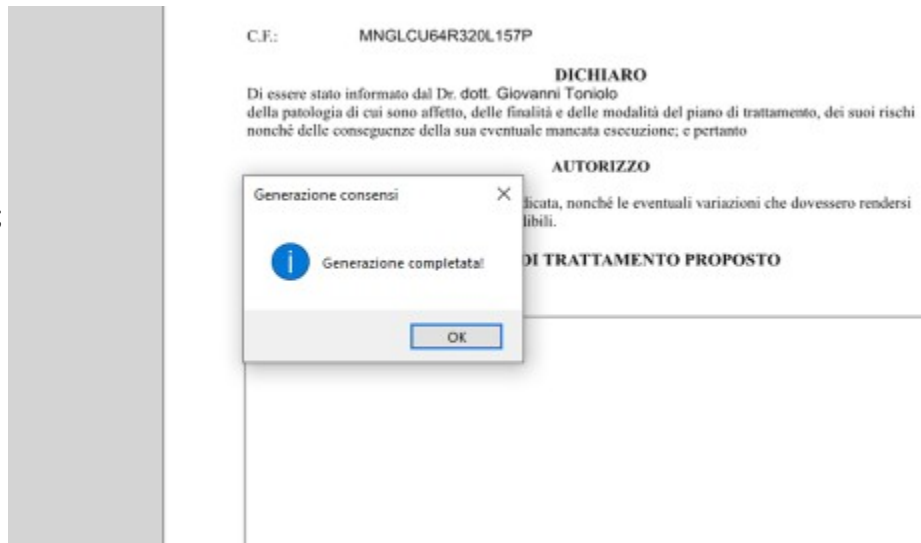 C.F.: MNGLCU64R320L157P
DICHIARO
Di essere stato informato dal Dr. dott. Giovanni Toniolo
della patologia di cui sono affetto, delle finalità e delle modalità del piano di trattamento, dei suoi rischi
nonché delle conseguenze della sua eventuale mancata esecuzione; e pertanto
AUTORIZZO
dicata, nonché le eventuali variazioni che dovessero rendersi
ibili.
DI TRATTAMENTO PROPOSTO
Generazione consensi
Generazione completata!
OK